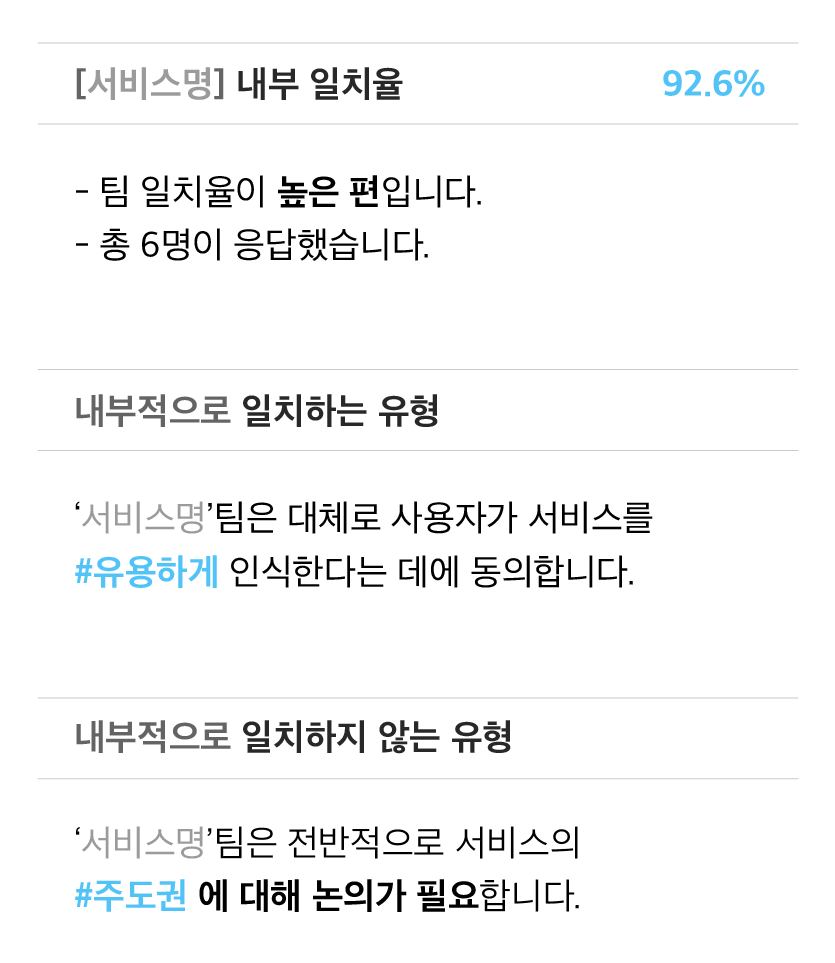 [서비스명] 내부 일치율 92.6%
- 팀 일치율이 높은 편입니다.
- 총 6명이 응답했습니다.
내부적으로 일치하는 유형
‘서비스명’팀은 대체로 사용자가 서비스를
#유용하게 인식한다는 데에 동의합니다.
내부적으로 일치하지 않는 유형
‘서비스명’팀은 전반적으로 서비스의
#주도권 에 대해 논의가 필요합니다.